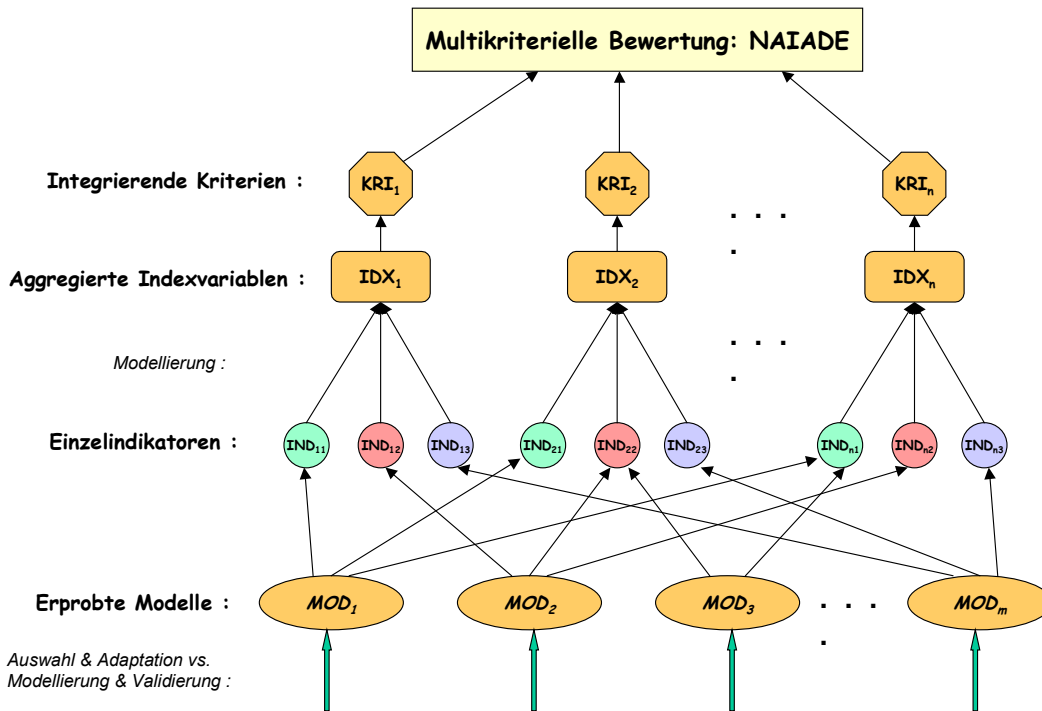 Multikriterielle Bewertung: NAIADE
Integrierende Kriterien :
KRI₁
KRI₂
KRIₙ
. . . .
Aggregierte Indexvariablen :
IDX₁
IDX₂
IDXₙ
Modellierung :
. . . .
Einzelindikatoren :
IND₁₁
IND₁₂
IND₁₃
IND₂₁
IND₂₂
IND₂₃
INDₙ₁
INDₙ₂
INDₙ₃
Erprobte Modelle :
MOD₁
MOD₂
MOD₃
. . . .
MODₘ
Auswahl & Adaptation vs.
Modellierung & Validierung :